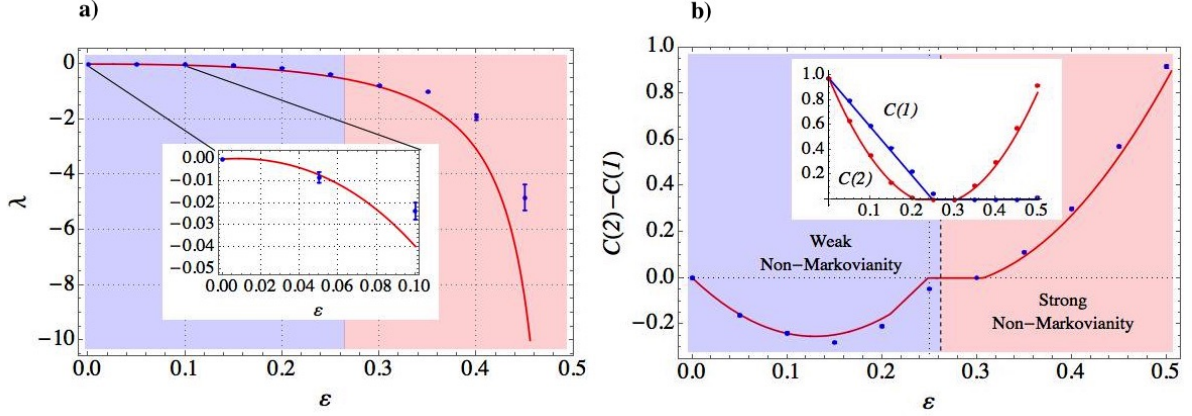 a)
0
−2
−4
−6
−8
−10
λ
0.0 0.1 0.2 0.3 0.4 0.5
ε
0.00
−0.01
−0.02
−0.03
−0.04
−0.05
0.00 0.02 0.04 0.06 0.08 0.10
ε
b)
1.0
0.8
0.6
0.4
0.2
0.0
−0.2
C(2)−C(1)
0.0 0.1 0.2 0.3 0.4 0.5
ε
1.0
0.8
0.6
0.4
0.2
C(1)
C(2)
0.1 0.2 0.3 0.4 0.5
Weak
Non−Markovianity
Strong
Non−Markovianity